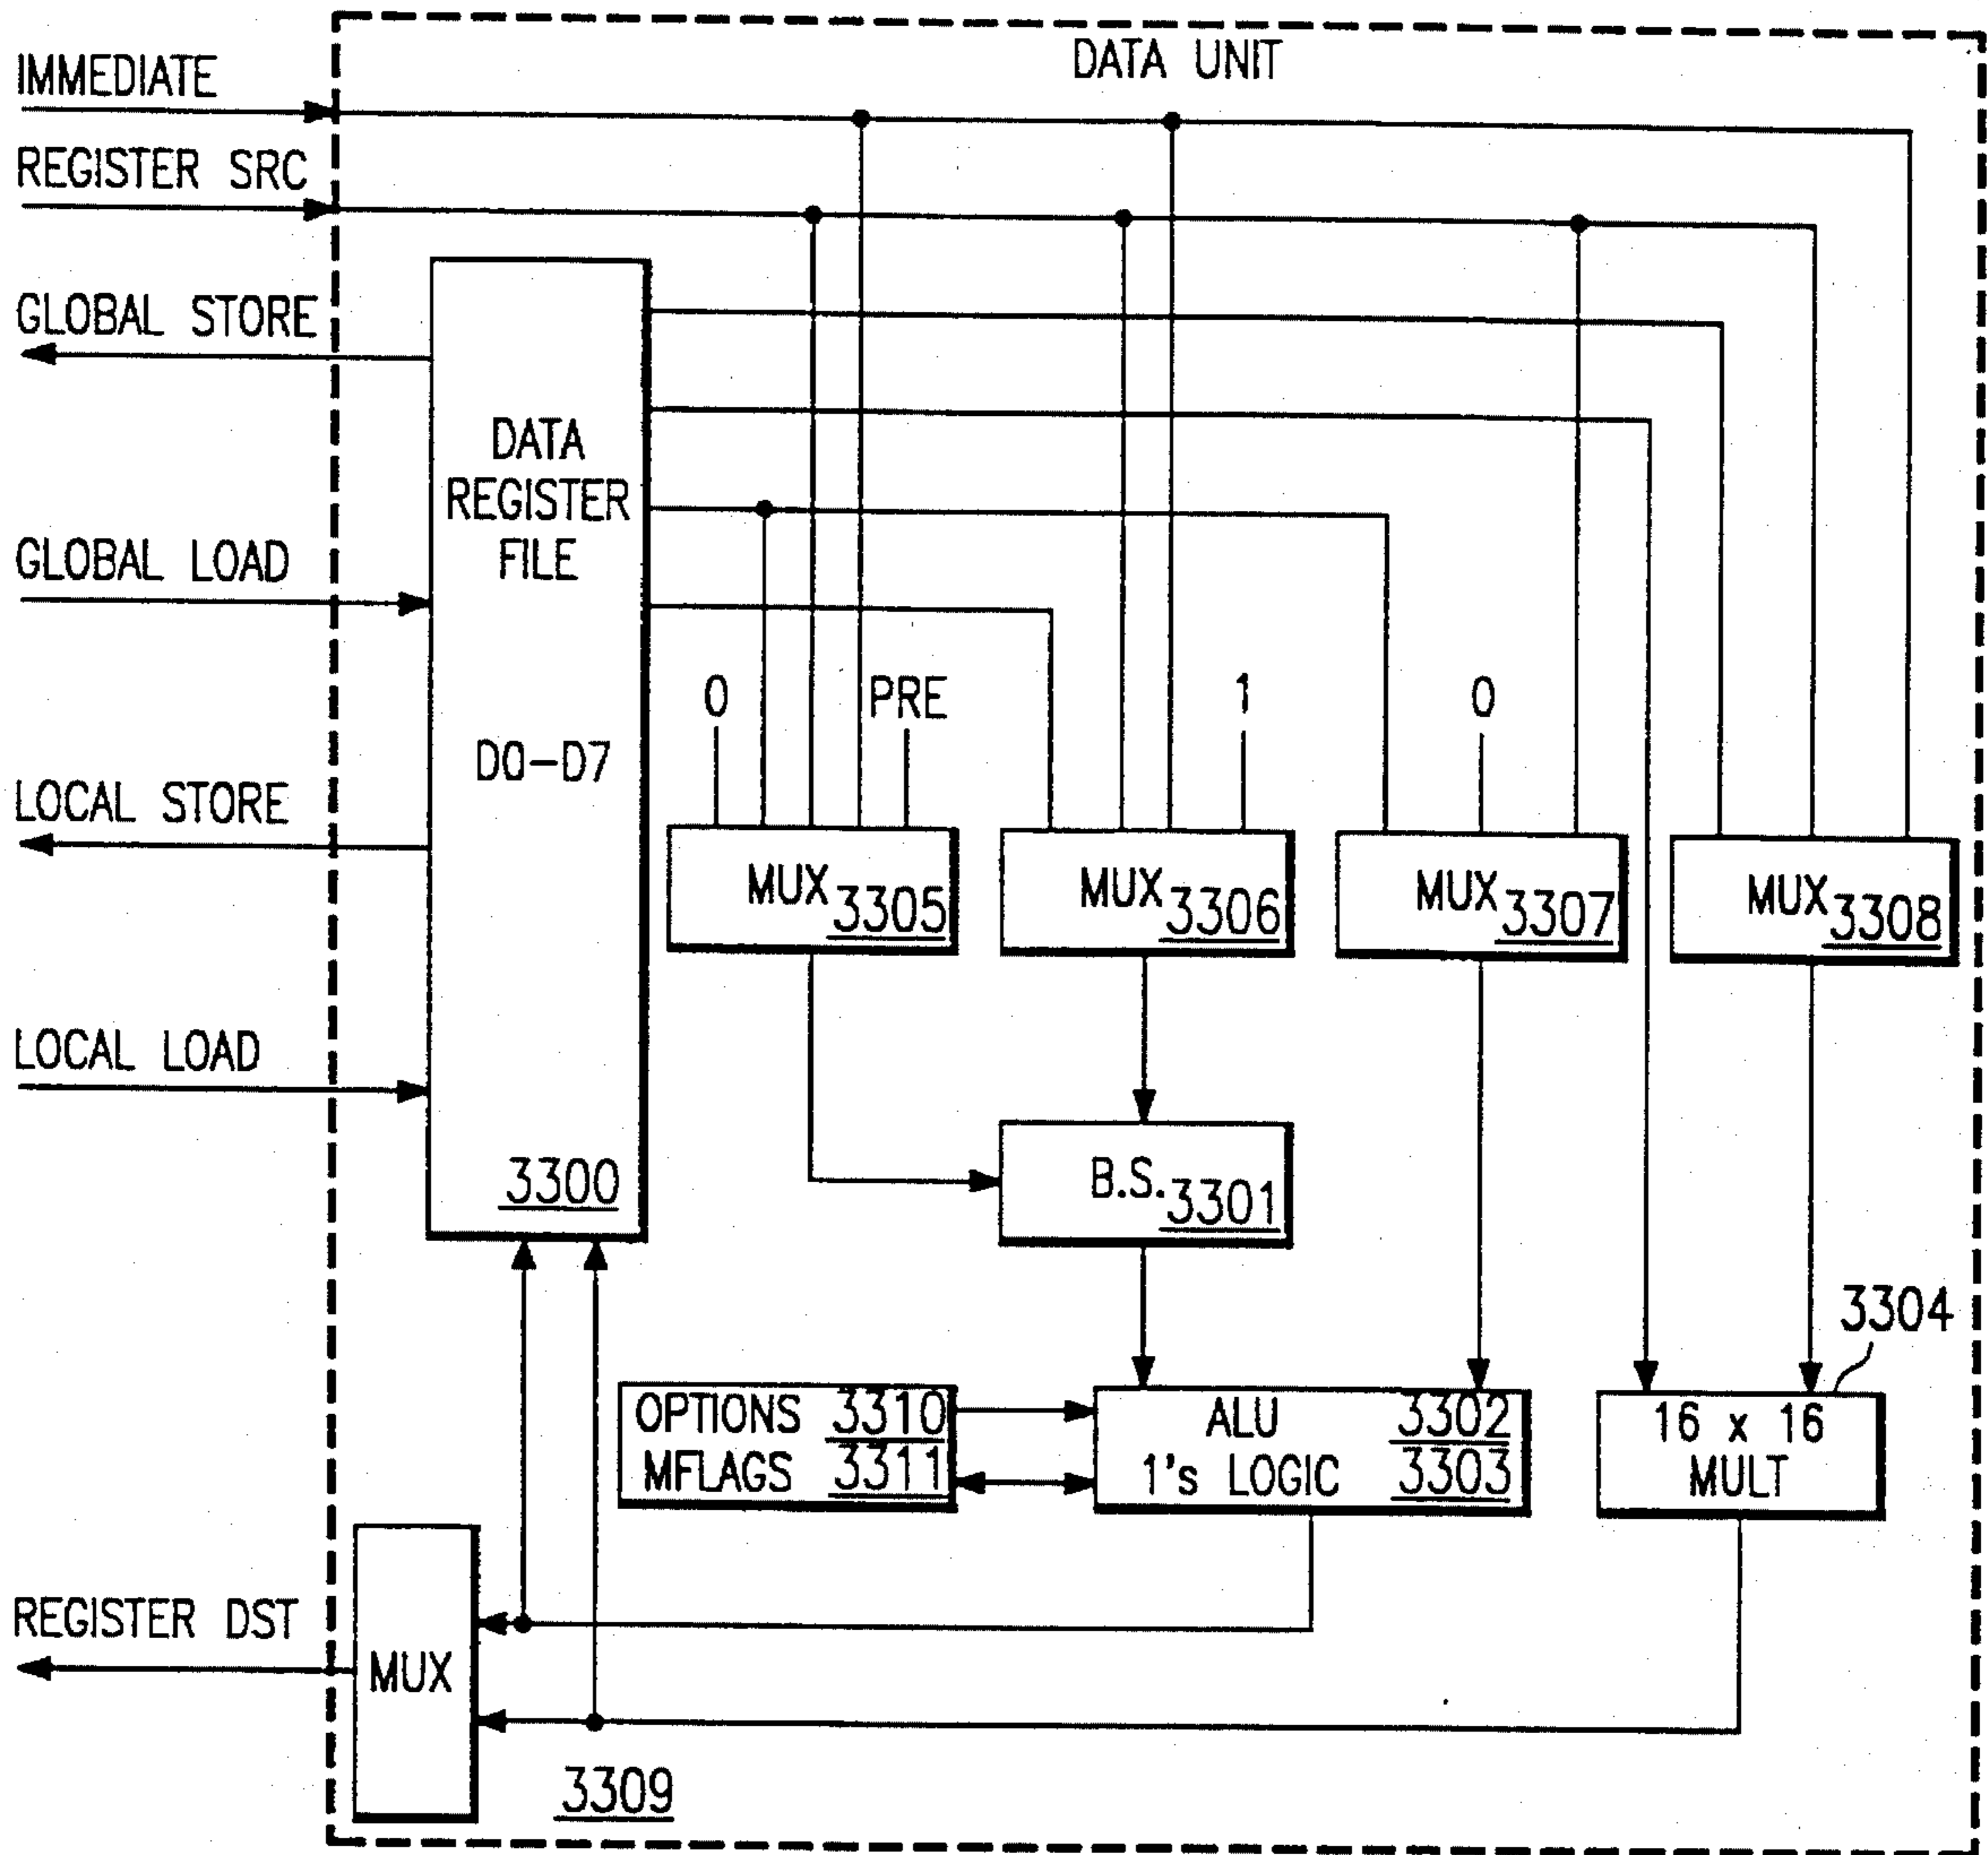 DATA UNIT
IMMEDIATE
REGISTER SRC
GLOBAL STORE
GLOBAL LOAD
LOCAL STORE
LOCAL LOAD
REGISTER DST
DATA
REGISTER
FILE
D0-D7
3300
0
PRE
1
0
MUX 3305
MUX 3306
MUX 3307
MUX 3308
B.S. 3301
3304
OPTIONS 3310
MFLAGS 3311
ALU 3302
1's LOGIC 3303
16 x 16
MULT
MUX
3309